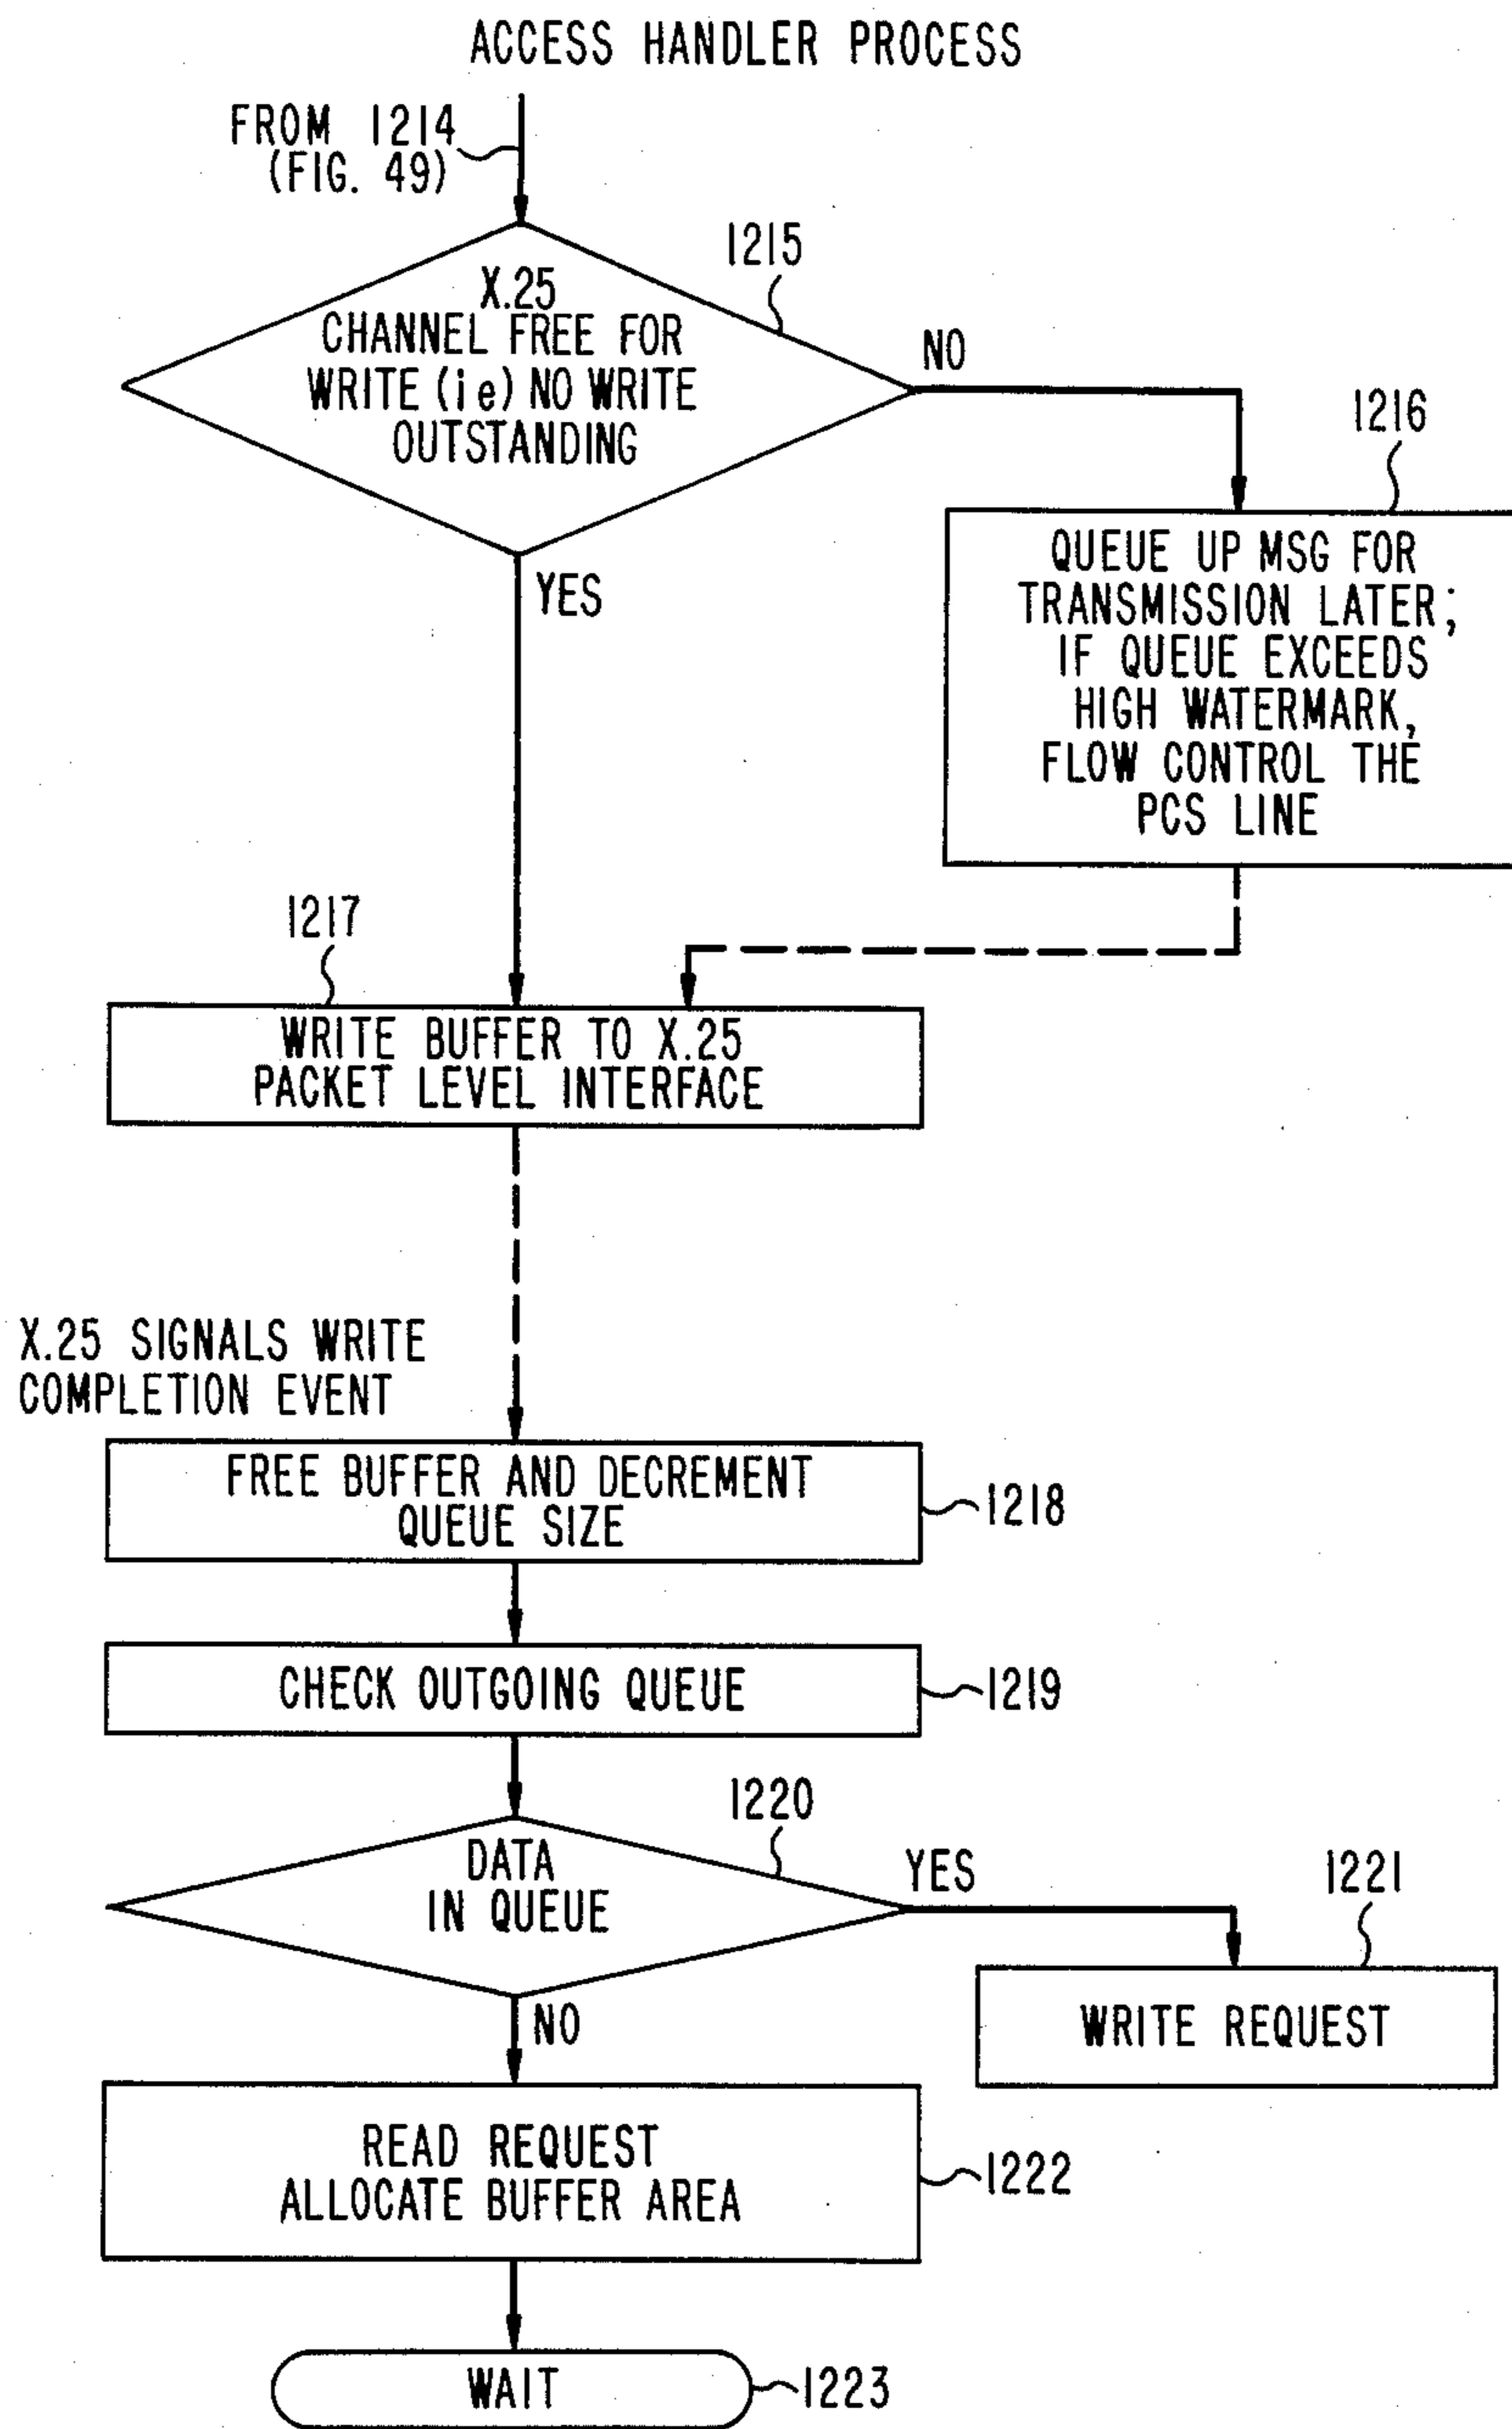 ACCESS HANDLER PROCESS
FROM 1214
(FIG. 49)
1215
X.25
CHANNEL FREE FOR
WRITE (ie) NO WRITE
OUTSTANDING
NO
YES
1216
QUEUE UP MSG FOR
TRANSMISSION LATER;
IF QUEUE EXCEEDS
HIGH WATERMARK,
FLOW CONTROL THE
PCS LINE
1217
WRITE BUFFER TO X.25
PACKET LEVEL INTERFACE
X.25 SIGNALS WRITE
COMPLETION EVENT
FREE BUFFER AND DECREMENT
QUEUE SIZE
1218
CHECK OUTGOING QUEUE
1219
1220
DATA
IN QUEUE
YES
1221
WRITE REQUEST
NO
READ REQUEST
ALLOCATE BUFFER AREA
1222
WAIT
1223